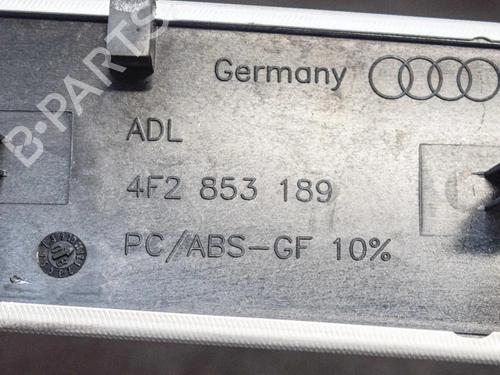 Germany
ADL
4F2 853 189
PC/ABS-GF 10%
B-PARTS